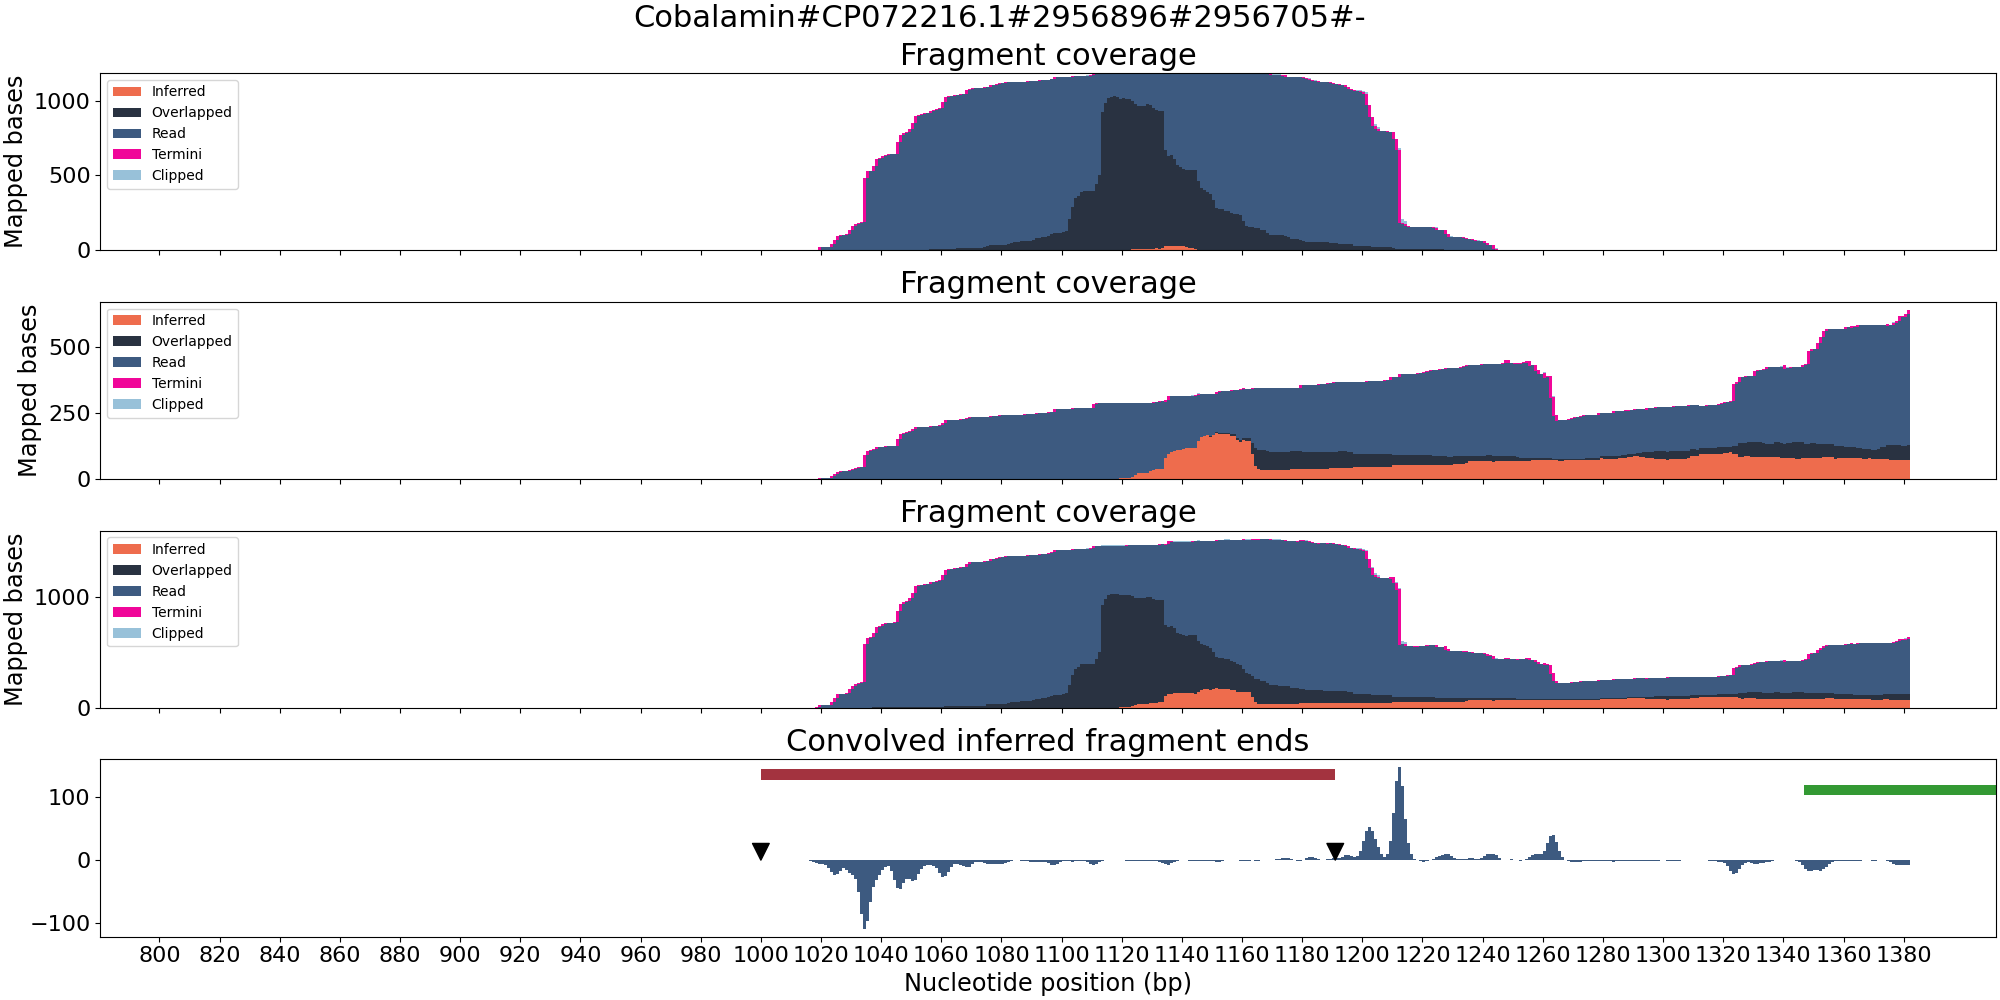 Cobalamin#CP072216.1#2956896#2956705#-
Fragment coverage
Mapped bases
1000
500
0
Inferred
Overlapped
Read
Termini
Clipped
Fragment coverage
Mapped bases
500
250
0
Inferred
Overlapped
Read
Termini
Clipped
Fragment coverage
Mapped bases
1000
0
Inferred
Overlapped
Read
Termini
Clipped
Convolved inferred fragment ends
100
0
−100
800 820 840 860 880 900 920 940 960 980 1000 1020 1040 1060 1080 1100 1120 1140 1160 1180 1200 1220 1240 1260 1280 1300 1320 1340 1360 1380
Nucleotide position (bp)